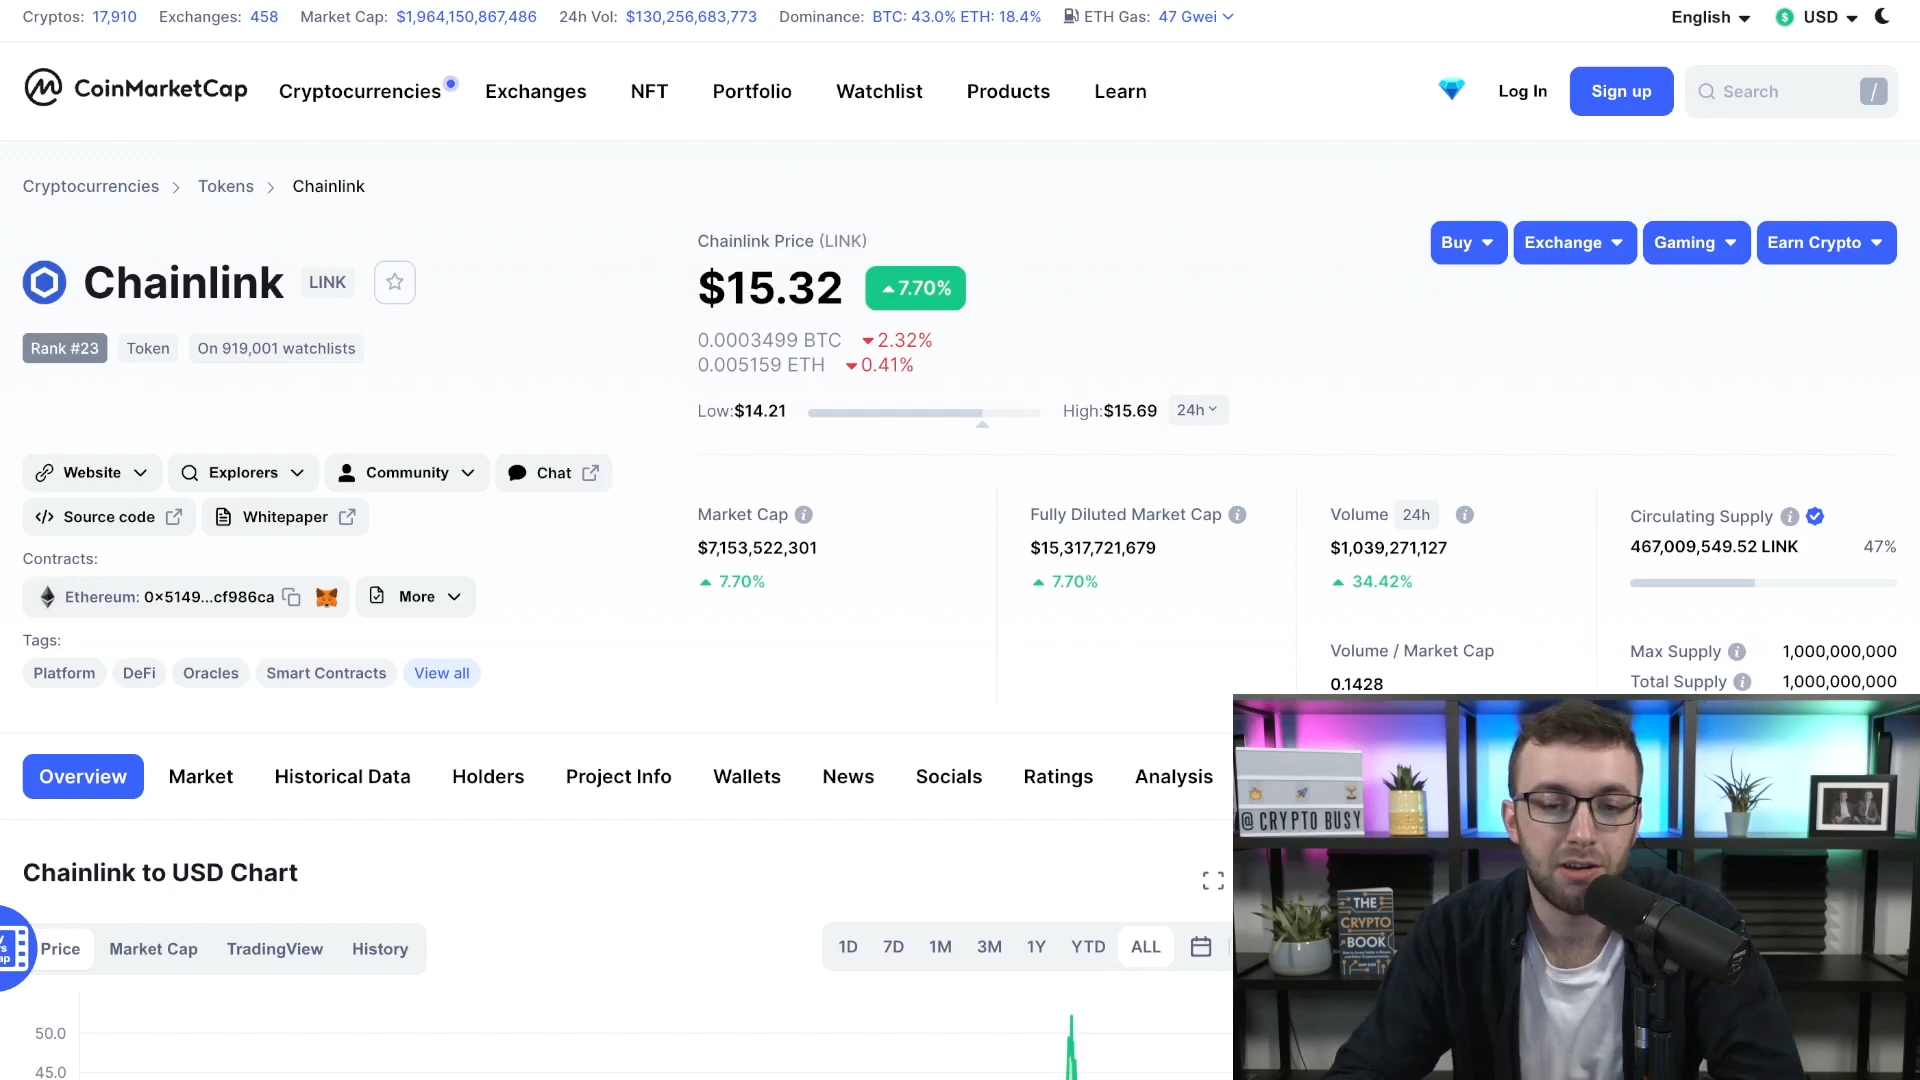 Cryptos: 17,910 Exchanges: 458 Market Cap: $1,964,150,867,486 24h Vol: $130,256,683,773 Dominance: BTC: 43.0% ETH: 18.4% ETH Gas: 47 Gwei English USD
CoinMarketCap Cryptocurrencies Exchanges NFT Portfolio Watchlist Products Learn Log In Sign up Search /
Cryptocurrencies Tokens Chainlink
Chainlink Price (LINK)
Buy Exchange Gaming Earn Crypto
Chainlink LINK
$15.32 7.70%
Rank #23 Token On 919,001 watchlists
0.0003499 BTC 2.32%
0.005159 ETH 0.41%
Low:$14.21 High:$15.69 24h
Website Explorers Community Chat
Source code Whitepaper
Contracts:
Ethereum: 0x5149...cf986ca More
Tags:
Platform DeFi Oracles Smart Contracts View all
Market Cap
$7,153,522,301
7.70%
Fully Diluted Market Cap
$15,317,721,679
7.70%
Volume 24h
$1,039,271,127
34.42%
Volume / Market Cap
0.1428
Circulating Supply
467,009,549.52 LINK 47%
Max Supply 1,000,000,000
Total Supply 1,000,000,000
Overview Market Historical Data Holders Project Info Wallets News Socials Ratings Analysis
Chainlink to USD Chart
Price Market Cap TradingView History
1D 7D 1M 3M 1Y YTD ALL
50.0
45.0
@ CRYPTO BUSY
THE
CRYPTO
BOOK